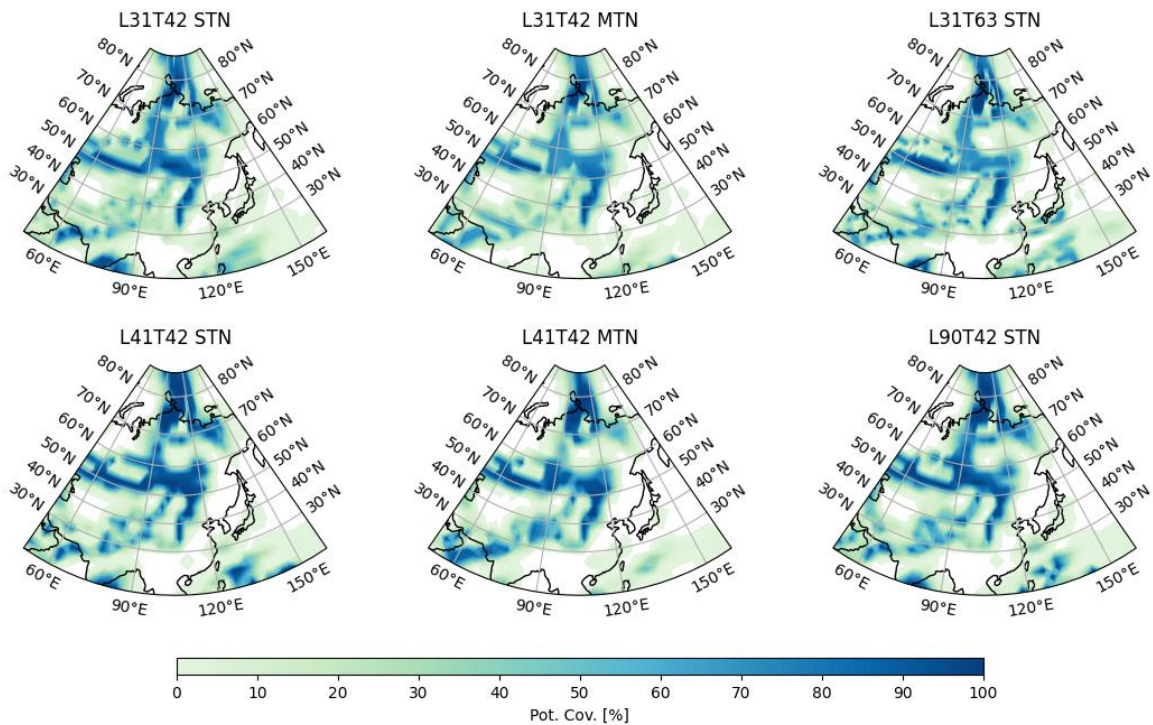 L31T42 STN
L31T42 MTN
L31T63 STN
80°N
70°N
60°N
50°N
40°N
30°N
80°N
70°N
60°N
50°N
40°N
30°N
60°E
90°E
120°E
150°E
80°N
70°N
60°N
50°N
40°N
30°N
80°N
70°N
60°N
50°N
40°N
30°N
60°E
90°E
120°E
150°E
80°N
70°N
60°N
50°N
40°N
30°N
80°N
70°N
60°N
50°N
40°N
30°N
60°E
90°E
120°E
150°E
L41T42 STN
L41T42 MTN
L90T42 STN
80°N
70°N
60°N
50°N
40°N
30°N
80°N
70°N
60°N
50°N
40°N
30°N
60°E
90°E
120°E
150°E
80°N
70°N
60°N
50°N
40°N
30°N
80°N
70°N
60°N
50°N
40°N
30°N
60°E
90°E
120°E
150°E
80°N
70°N
60°N
50°N
40°N
30°N
80°N
70°N
60°N
50°N
40°N
30°N
60°E
90°E
120°E
150°E
0 10 20 30 40 50 60 70 80 90 100
Pot. Cov. [%]